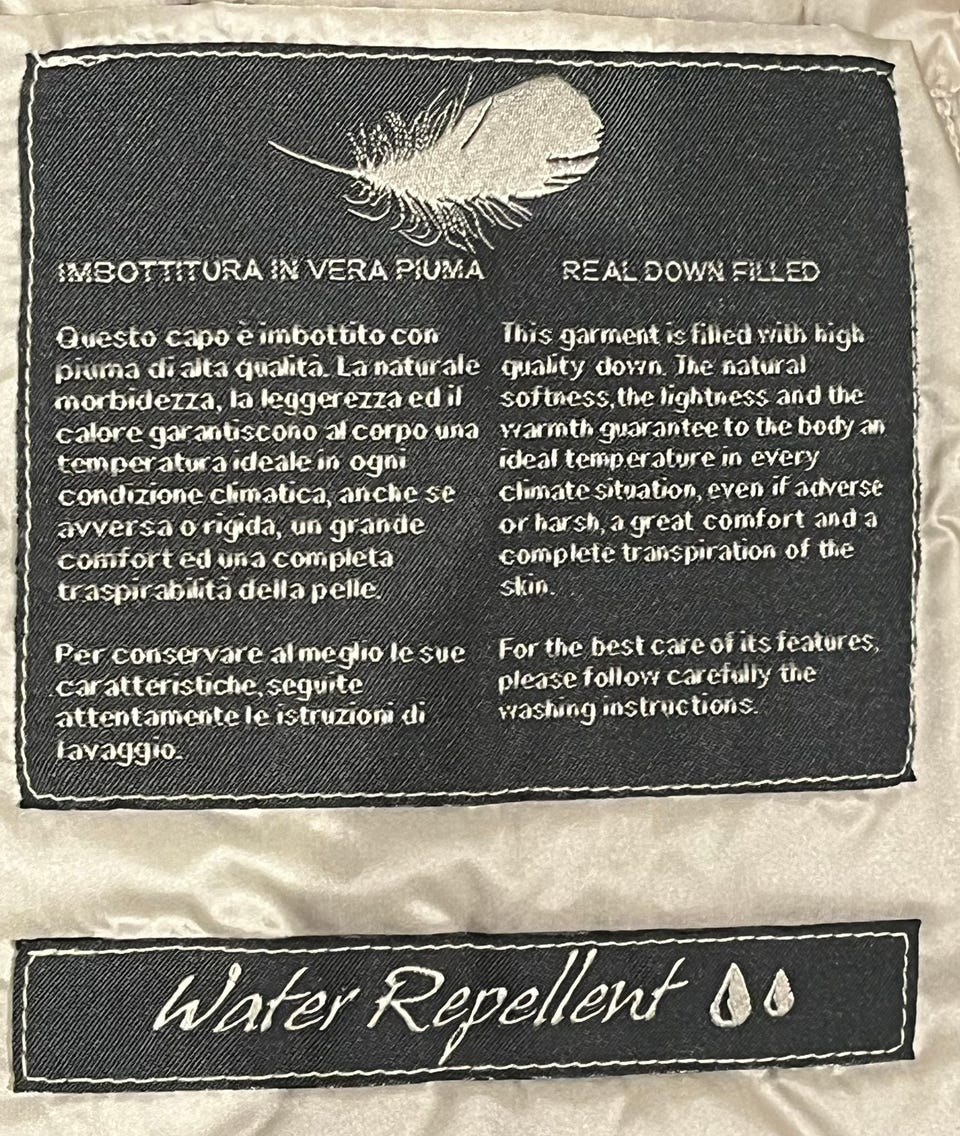 IMBOTTITURA IN VERA PIUMA
Questo capo è imbottito con
piuma di alta qualità. La naturale
morbidezza, la leggerezza ed il
calore garantiscono al corpo una
temperatura ideale in ogni
condizione climatica, anche se
avversa o rigida, un grande
comfort ed una completa
traspirabilità della pelle.
Per conservare al meglio le sue
caratteristiche, seguite
attentamente le istruzioni di
lavaggio.
REAL DOWN FILLED
This garment is filled with high
quality down. The natural
softness, the lightness and the
warmth guarantee to the body an
ideal temperature in every
climate situation, even if adverse
or harsh, a great comfort and a
complete transpiration of the
skin.
For the best care of its features,
please follow carefully the
washing instructions.
Water Repellent